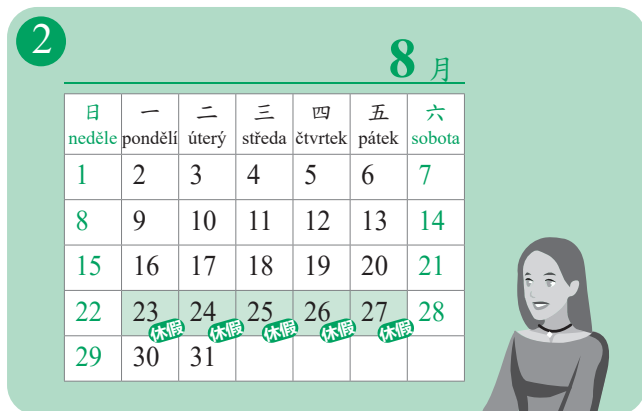 2
8 月
日 一 二 三 四 五 六
neděle pondělí úterý středa čtvrtek pátek sobota
1 2 3 4 5 6 7
8 9 10 11 12 13 14
15 16 17 18 19 20 21
22 23 24 25 26 27 28
休假 休假 休假 休假 休假
29 30 31